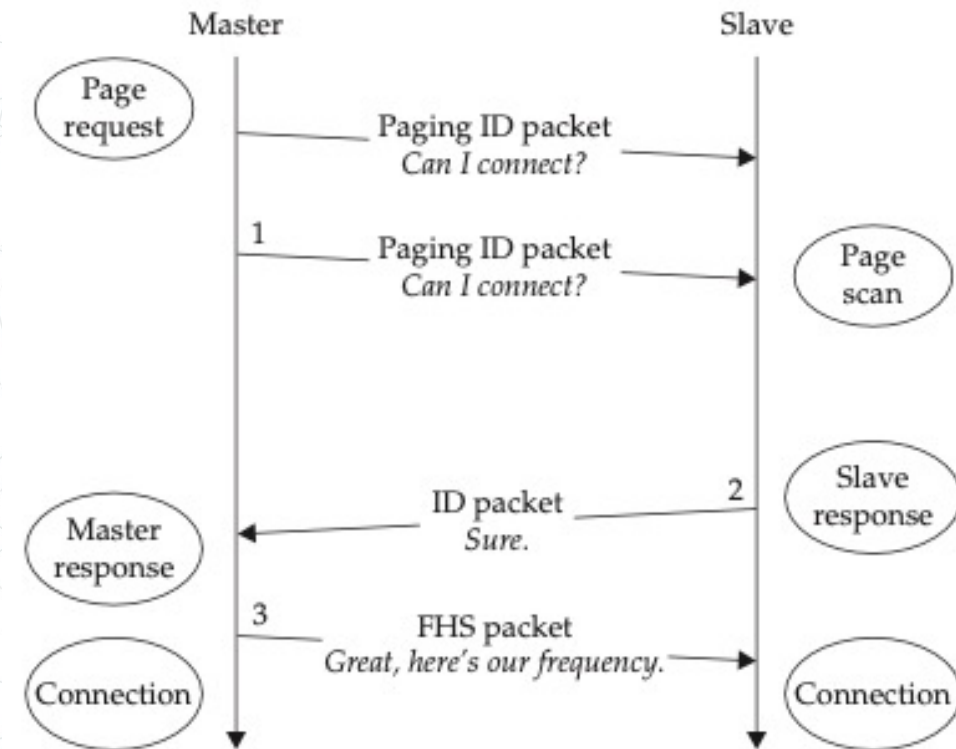 Master
Slave
Page
request
Paging ID packet
Can I connect?
1
Paging ID packet
Can I connect?
Page
scan
2
ID packet
Sure.
Slave
response
Master
response
3
FHS packet
Great, here's our frequency.
Connection
Connection